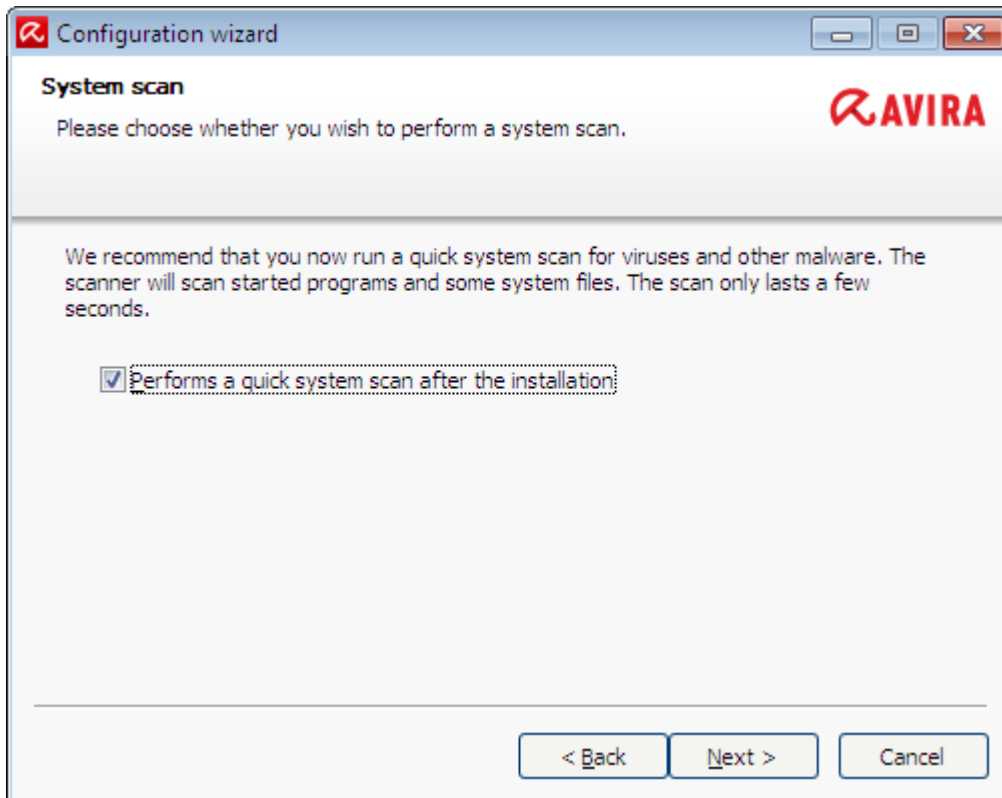 Configuration wizard
System scan
Please choose whether you wish to perform a system scan.
AVIRA
We recommend that you now run a quick system scan for viruses and other malware. The
scanner will scan started programs and some system files. The scan only lasts a few
seconds.
Performs a quick system scan after the installation
< Back
Next >
Cancel